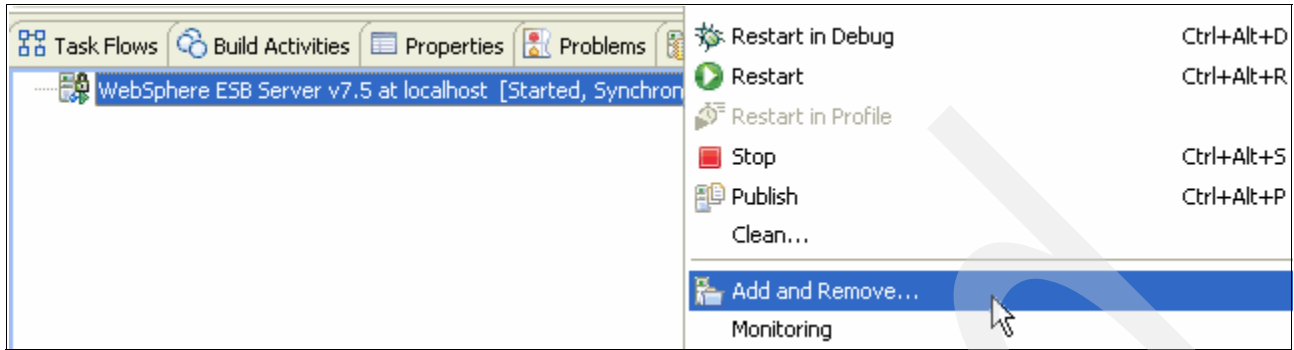 Task Flows Build Activities Properties Problems
WebSphere ESB Server v7.5 at localhost [Started, Synchron
Restart in Debug Ctrl+Alt+D
Restart Ctrl+Alt+R
Restart in Profile
Stop Ctrl+Alt+S
Publish Ctrl+Alt+P
Clean...
Add and Remove...
Monitoring